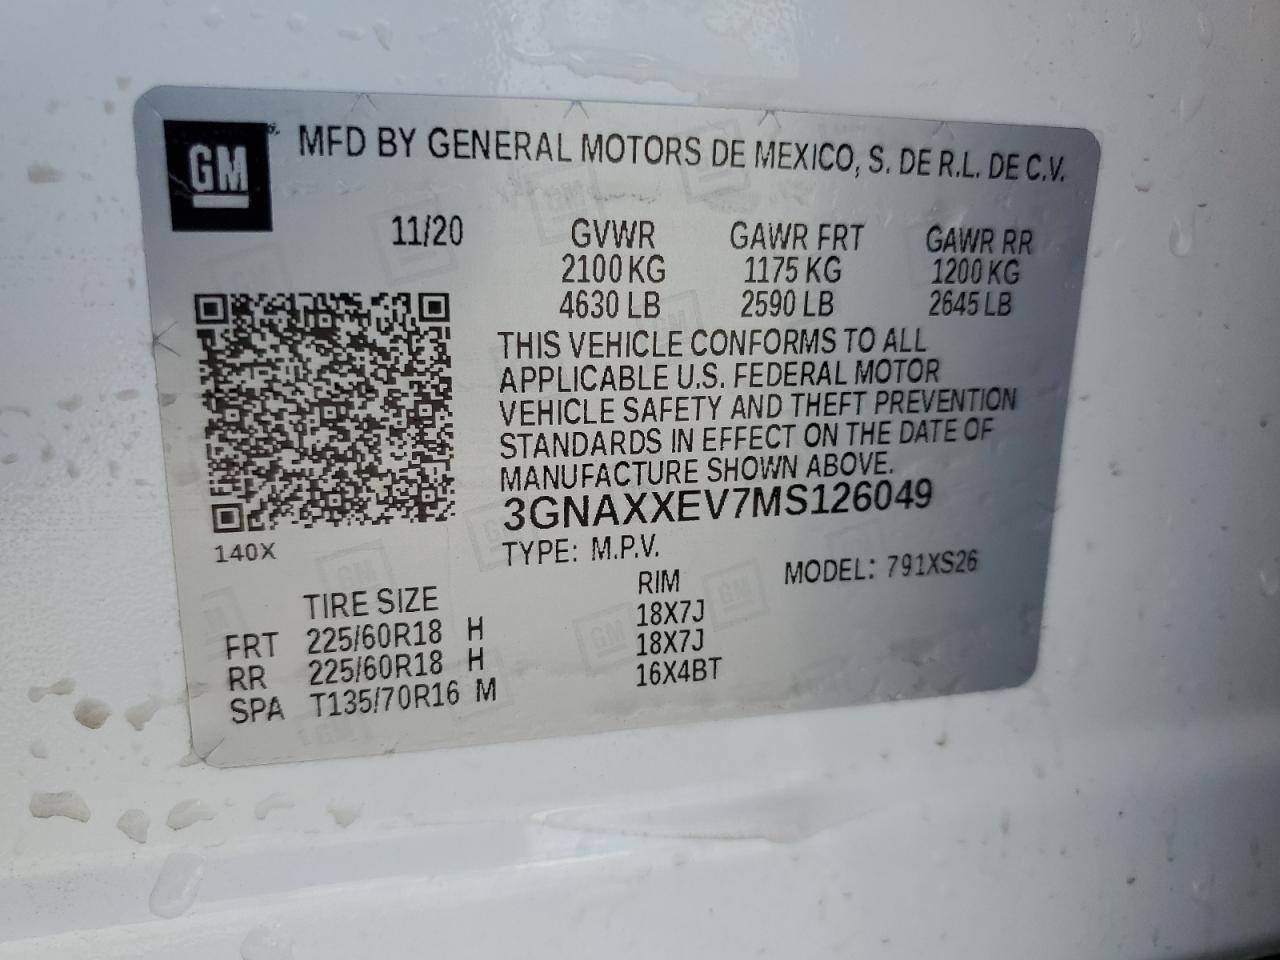 GM MFD BY GENERAL MOTORS DE MEXICO, S. DE R.L. DE C.V.
11/20 GVWR GAWR FRT GAWR RR
2100 KG 1175 KG 1200 KG
4630 LB 2590 LB 2645 LB
THIS VEHICLE CONFORMS TO ALL
APPLICABLE U.S. FEDERAL MOTOR
VEHICLE SAFETY AND THEFT PREVENTION
STANDARDS IN EFFECT ON THE DATE OF
MANUFACTURE SHOWN ABOVE.
3GNAXXEV7MS126049
140X
TYPE: M.P.V. MODEL: 791XS26
TIRE SIZE RIM
FRT 225/60R18 H 18X7J
RR 225/60R18 H 18X7J
SPA T135/70R16 M 16X4BT